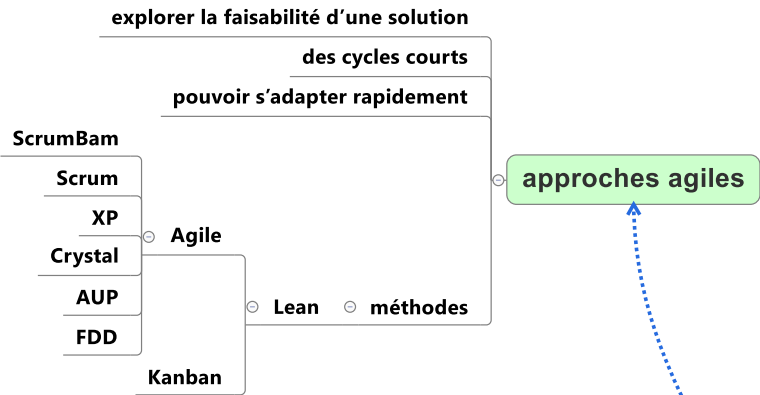 explorer la faisabilité d’une solution
des cycles courts
pouvoir s’adapter rapidement
ScrumBam
Scrum
approches agiles
XP
Agile
Crystal
AUP
Lean
méthodes
FDD
Kanban